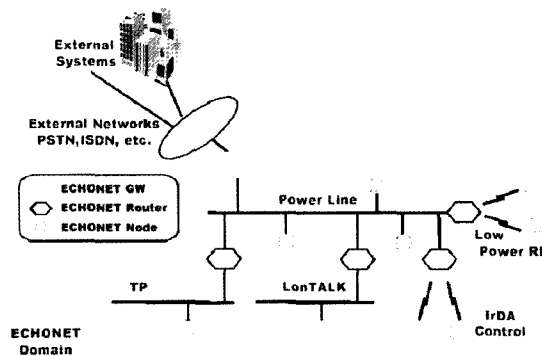 External
Systems
External Networks
PSTN, ISDN, etc.
ECHONET GW
ECHONET Router
ECHONET Node
Power Line
Low
Power RF
TP
LonTALK
IrDA
Control
ECHONET
Domain